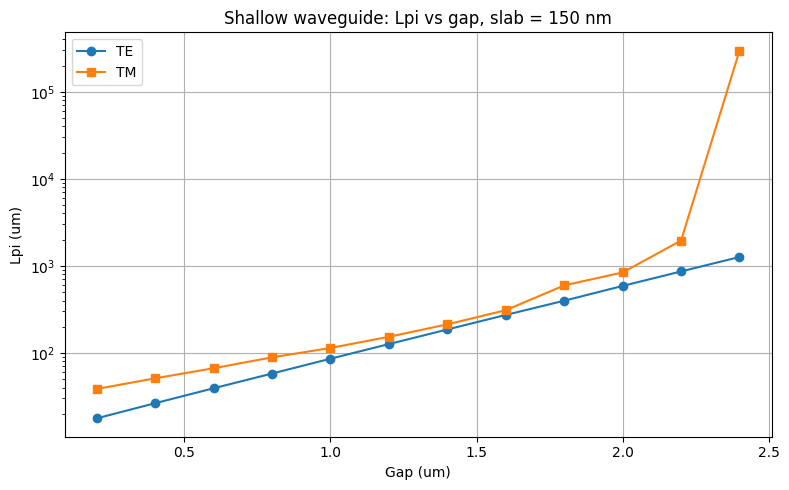 Shallow waveguide: Lpi vs gap, slab = 150 nm
TE
TM
Lpi (um)
10^5
10^4
10^3
10^2
0.5 1.0 1.5 2.0 2.5
Gap (um)